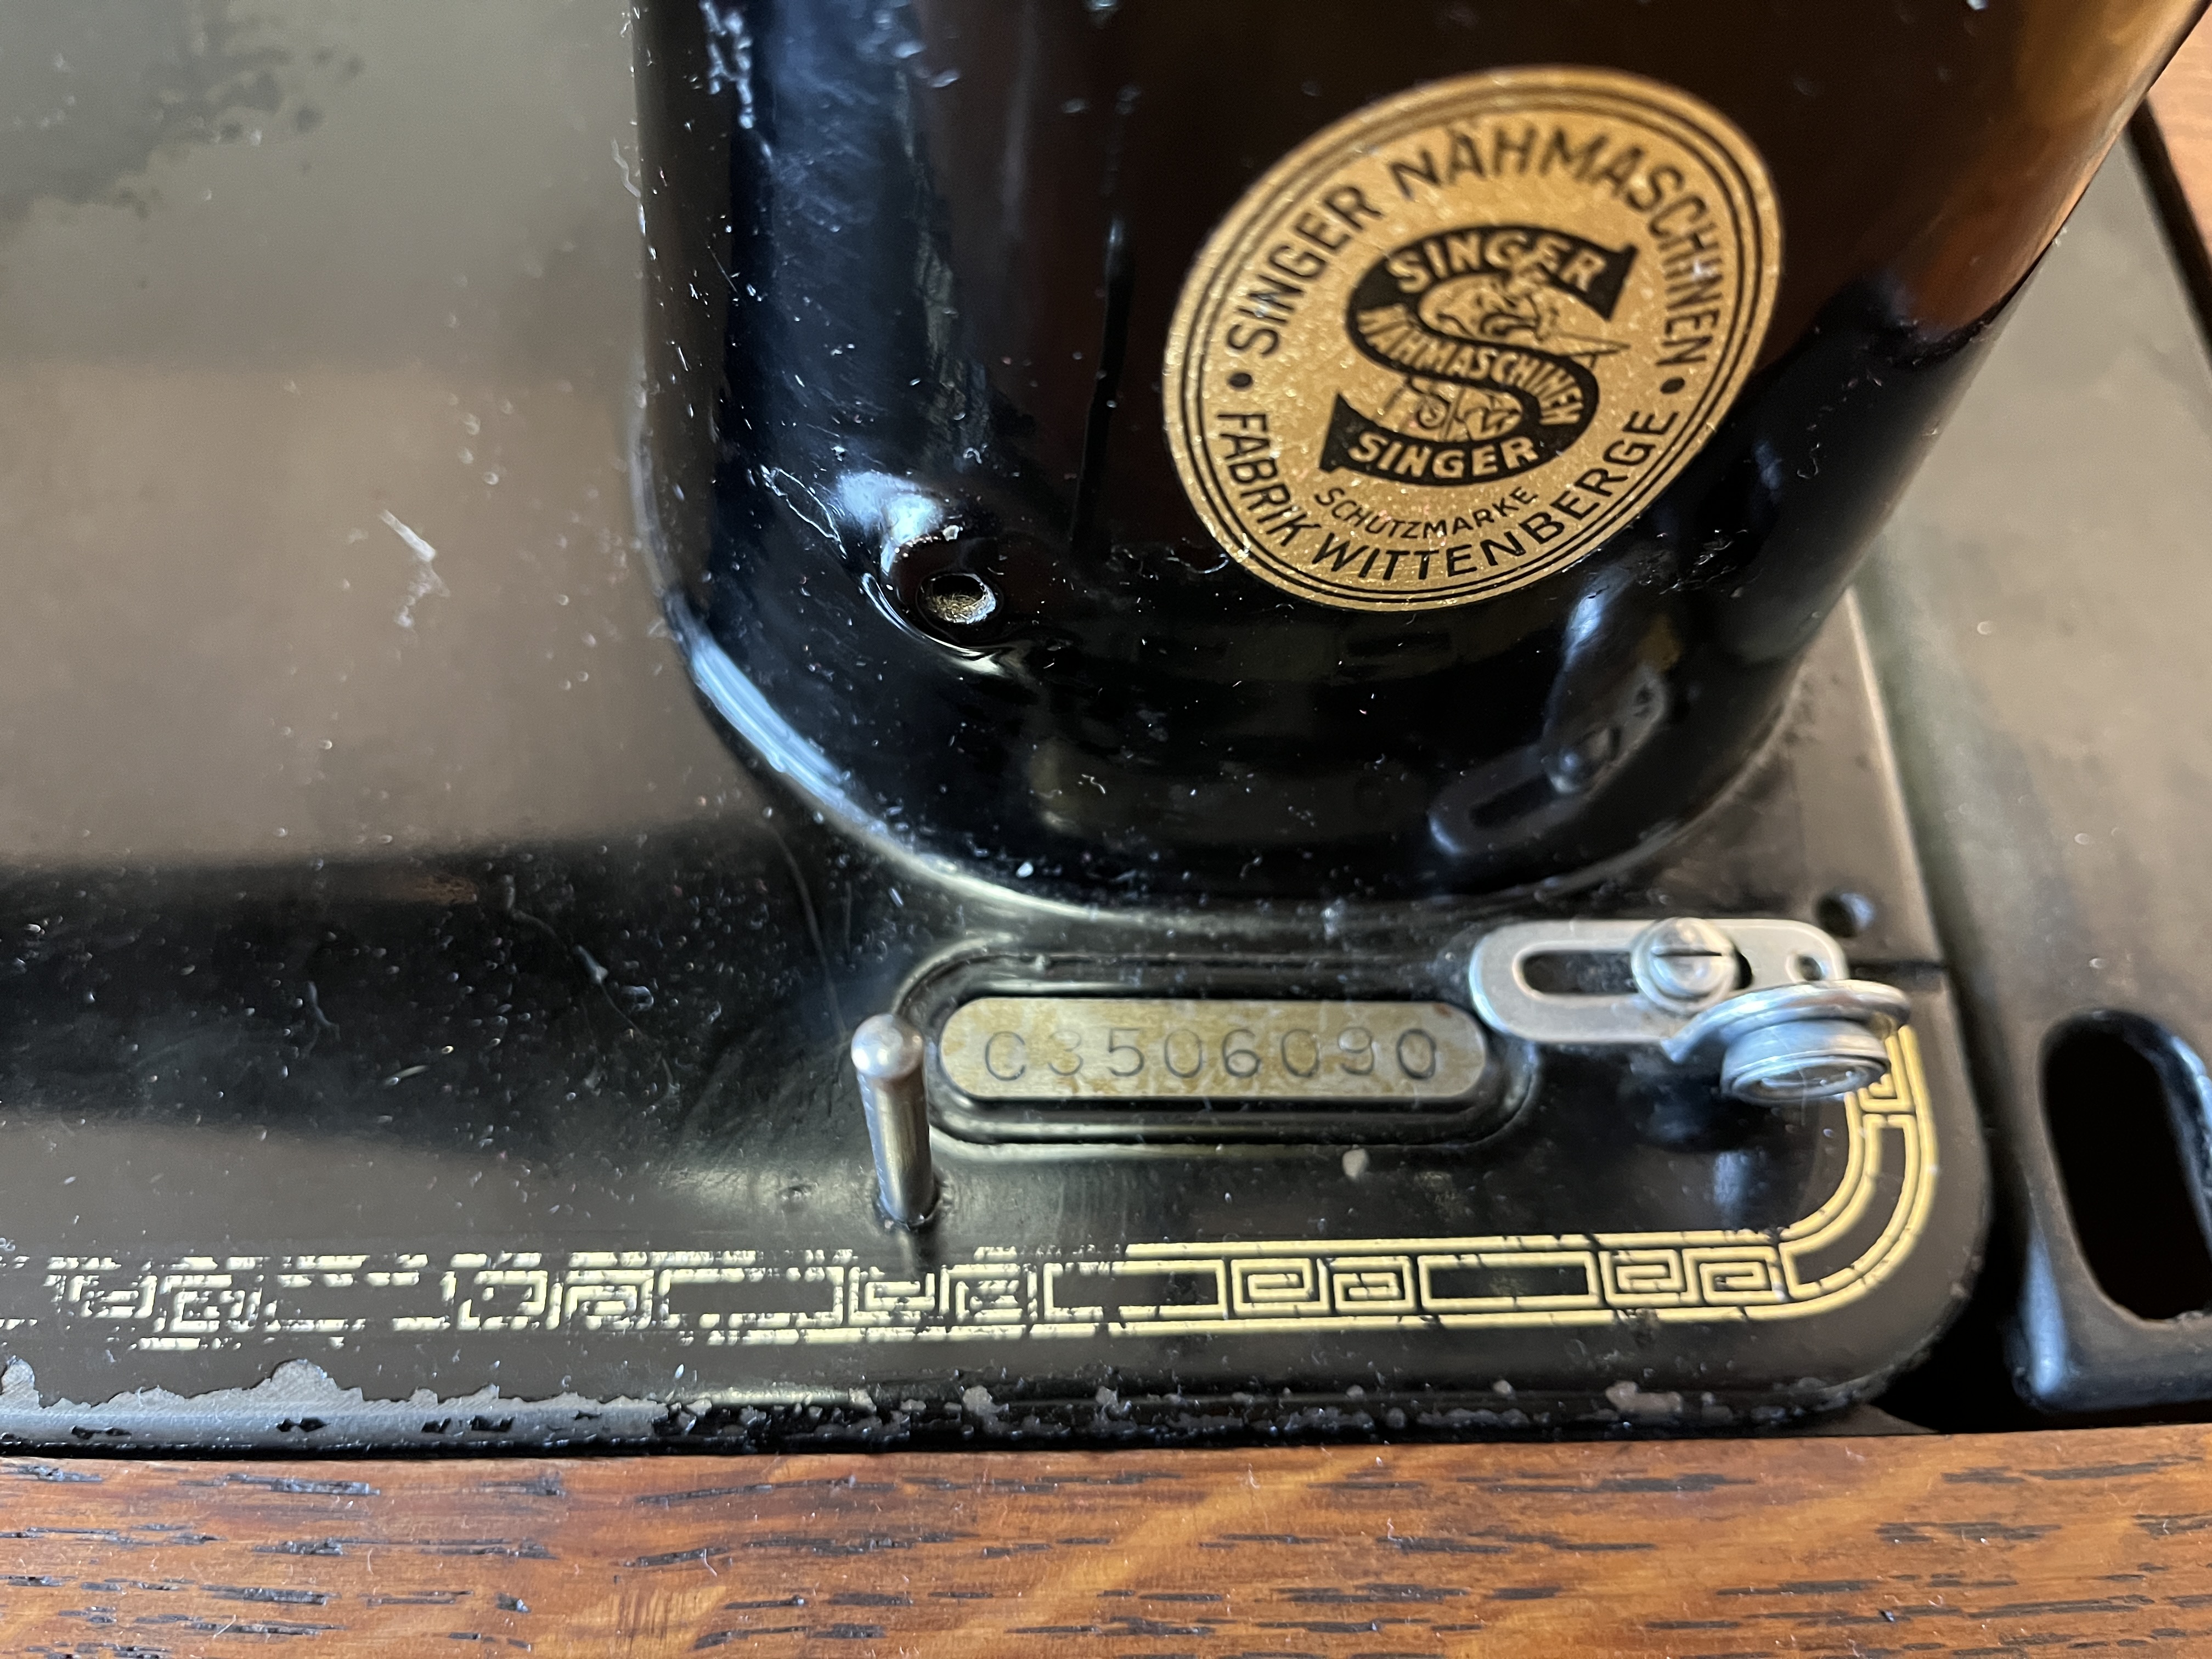 • SINGER NÄHMASCHINEN •
SINGER
NÄHMASCHINEN
SINGER
SCHUTZMARKE
FABRIK WITTENBERGE
C3506090